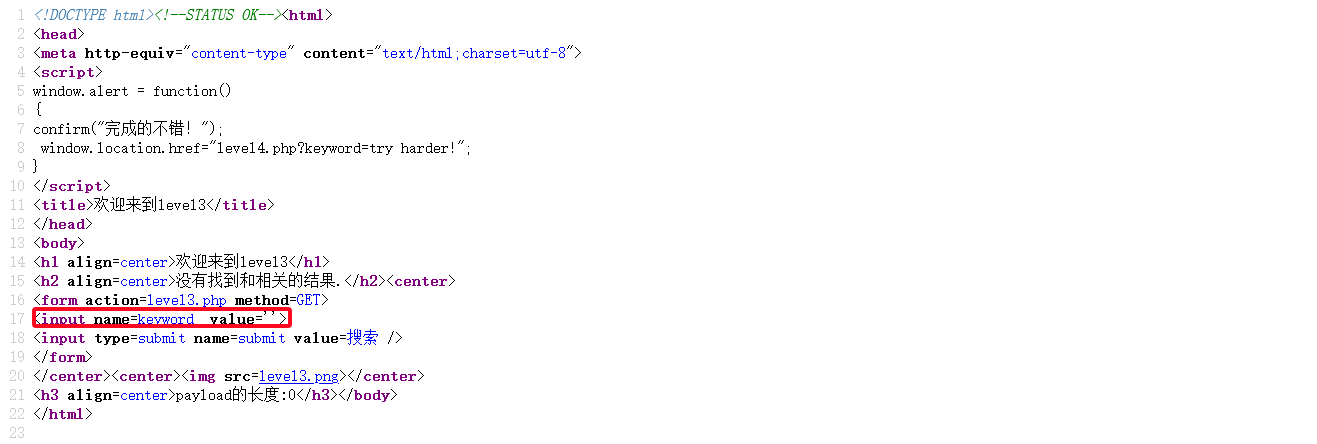 1 <!DOCTYPE html><!--STATUS OK--><html>
2 <head>
3 <meta http-equiv="content-type" content="text/html;charset=utf-8">
4 <script>
5 window.alert = function()
6 {
7 confirm("完成的不错！");
8 window.location.href="level4.php?keyword=try harder!";
9 }
10 </script>
11 <title>欢迎来到level3</title>
12 </head>
13 <body>
14 <h1 align=center>欢迎来到level3</h1>
15 <h2 align=center>没有找到和相关的结果.</h2><center>
16 <form action=level3.php method=GET>
17 <input name=keyword  value=''>
18 <input type=submit name=submit value=搜索 />
19 </form>
20 </center><center><img src=level3.png></center>
21 <h3 align=center>payload的长度:0</h3></body>
22 </html>
23